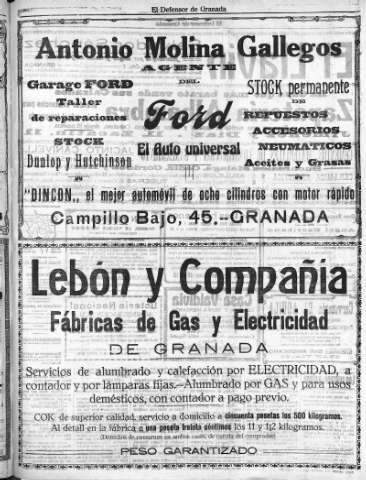 El Defensor de Granada
Antonio Molina Gallegos
AGENTE
DEL
Garage FORD
Taller
de reparaciones
STOCK
Dunlop y Hutchinson
Ford
El Auto universal
STOCK permanente
DE
REPUESTOS
ACCESORIOS
NEUMATICOS
Aceites y Grasas
"DINCON„ el mejor automóvil de ocho cilindros con motor rápido
Campillo Bajo, 45.-GRANADA
Lebón y Compañía
Fábricas de Gas y Electricidad
DE GRANADA
Servicios de alumbrado y calefacción por ELECTRICIDAD, a
contador y por lámparas fijas.—Alumbrado por GAS y para usos
domésticos, con contador a pago previo.
COK de superior calidad, servicio a domicilio a cincuenta pesetas los 500 kilogramos.
Al detall en la fábrica a una peseta treinta céntimos los 11 y 1|2 kilogramos.
PESO GARANTIZADO